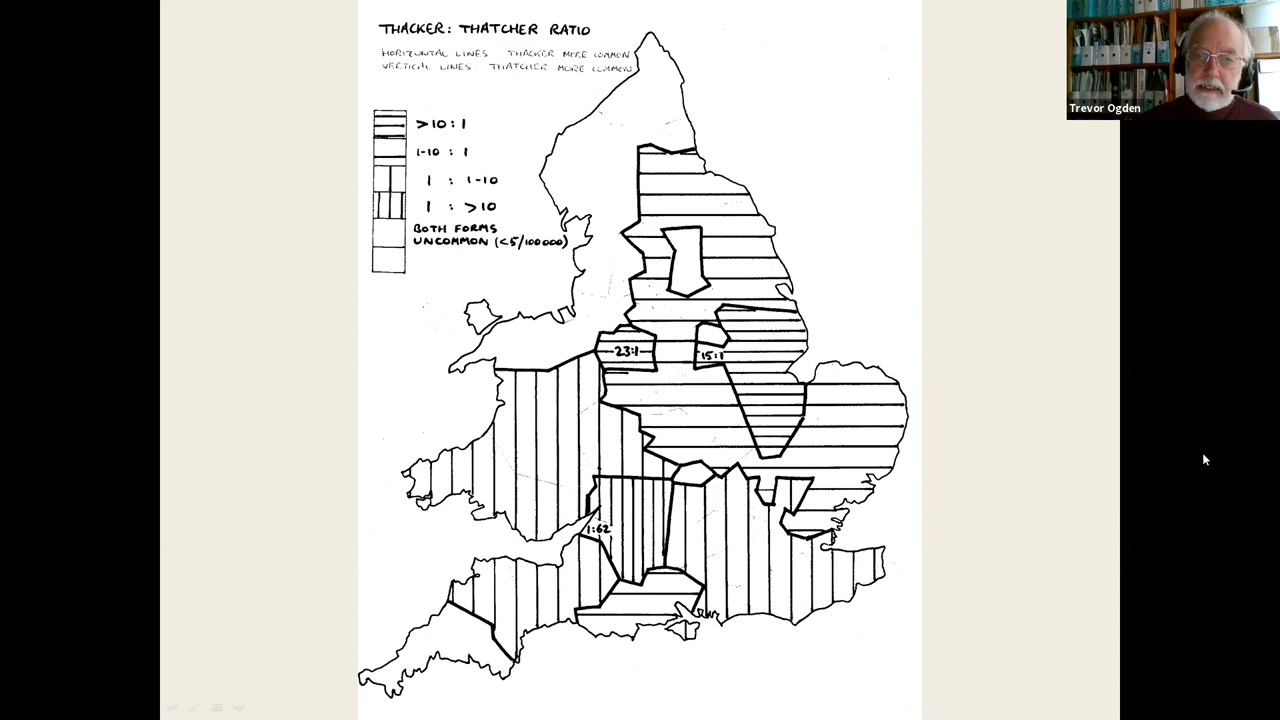 THACKER: THATCHER RATIO
HORIZONTAL LINES THACKER MORE COMMON
VERTICAL LINES THATCHER MORE COMMON
>10:1
1-10 : 1
1 : 1-10
1 : >10
BOTH FORMS
UNCOMMON (<5/100000)
23:1
15:1
1:62
Trevor Ogden